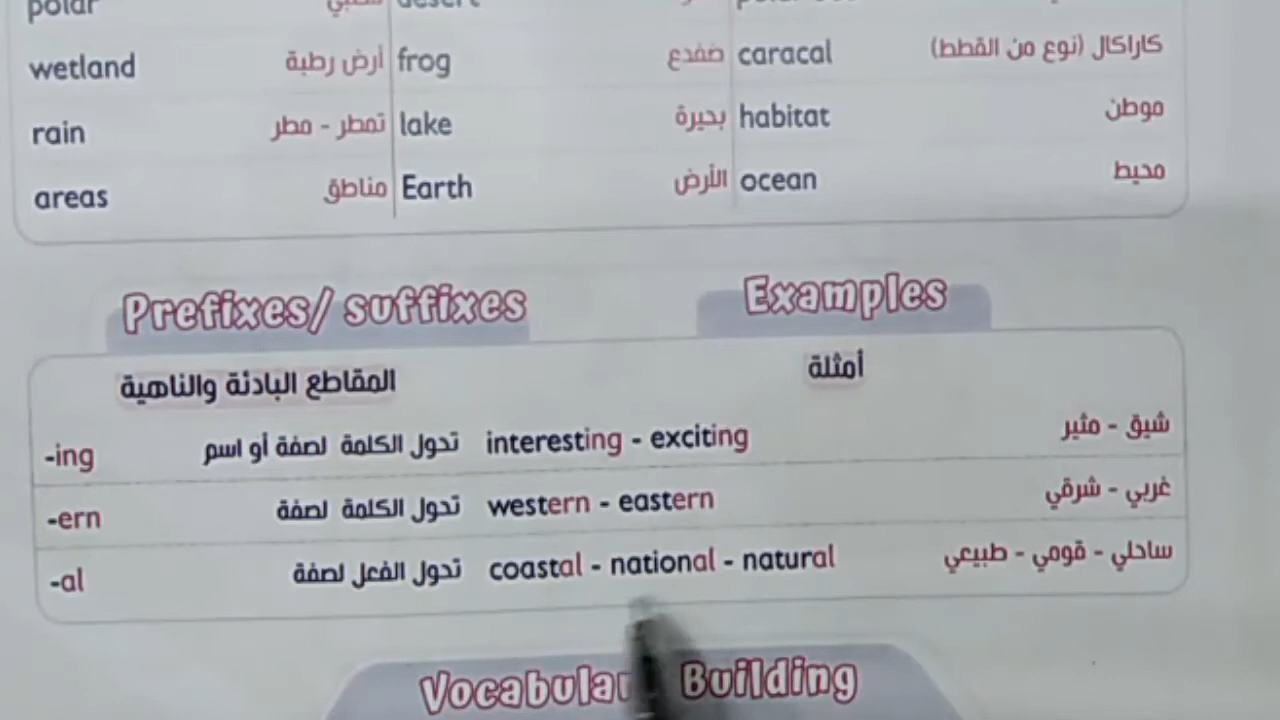 polar desert
wetland أرض رطبة frog ضفدع caracal كاراكال (نوع من القطط)
rain تمطر - مطر lake بحيرة habitat موطن
areas مناطق Earth الأرض ocean محيط
Prefixes/ suffixes Examples
المقاطع البادئة والناهية أمثلة
-ing تحول الكلمة لصفة أو اسم interesting - exciting شيق - مثير
-ern تحول الكلمة لصفة western - eastern غربي - شرقي
-al تحول الفعل لصفة coastal - national - natural ساحلي - قومي - طبيعي
Building